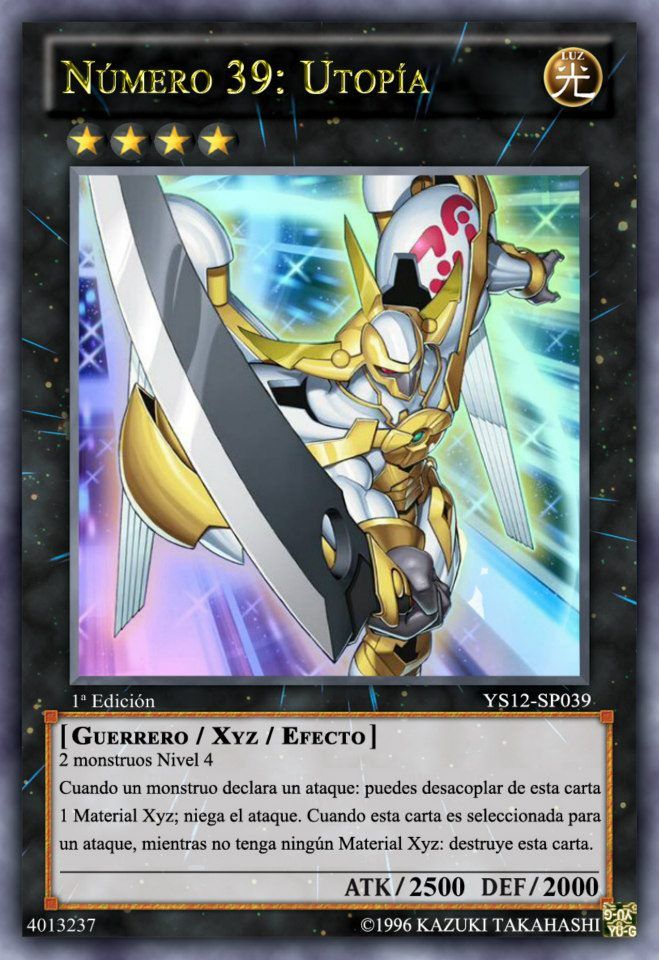 Número 39: Utopía
LUZ
光
1ª Edición
YS12-SP039
[Guerrero / Xyz / Efecto]
2 monstruos Nivel 4
Cuando un monstruo declara un ataque: puedes desacoplar de esta carta
1 Material Xyz; niega el ataque. Cuando esta carta es seleccionada para
un ataque, mientras no tenga ningún Material Xyz: destruye esta carta.
ATK/2500 DEF/2000
4013237
©1996 KAZUKI TAKAHASHI